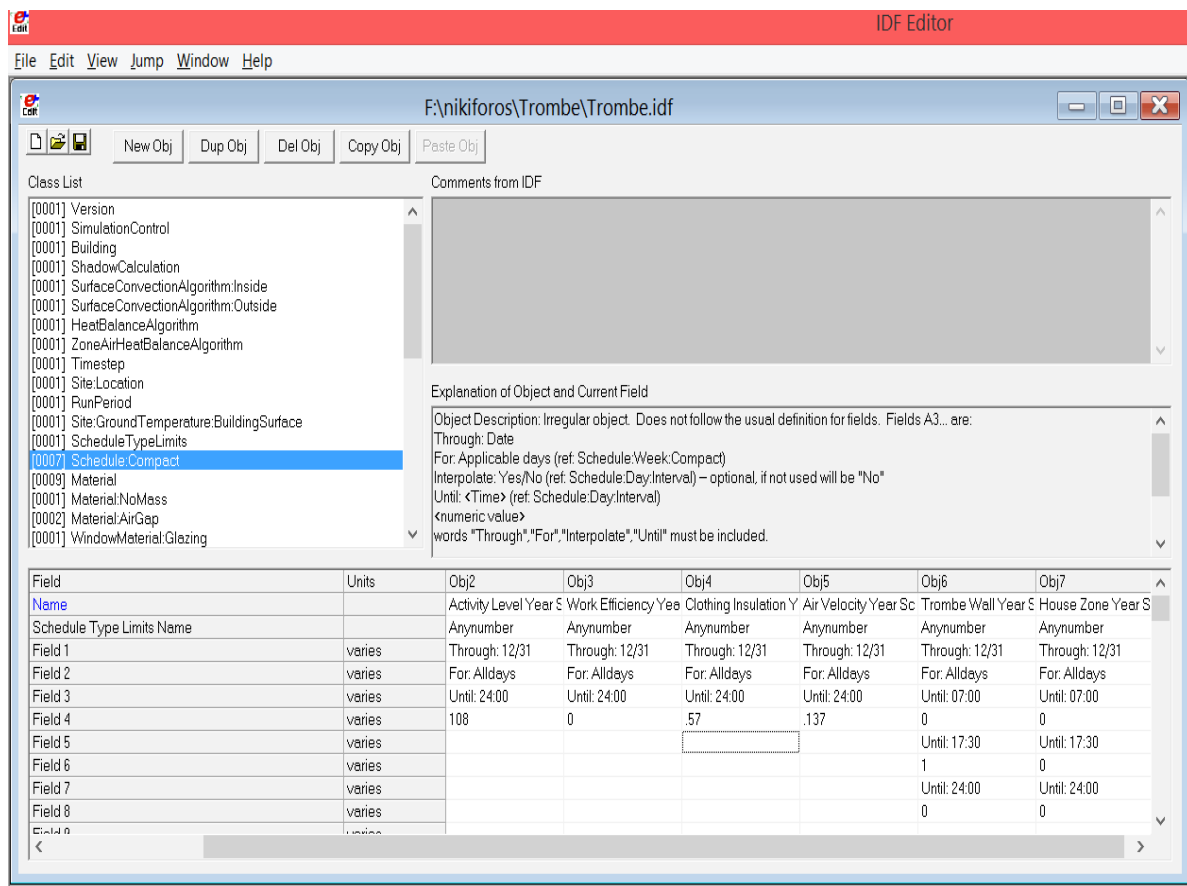 IDF Editor
File Edit View Jump Window Help
F:\nikiforos\Trombe\Trombe.idf
New Obj Dup Obj Del Obj Copy Obj Paste Obj
Class List Comments from IDF
[0001] Version
[0001] SimulationControl
[0001] Building
[0001] ShadowCalculation
[0001] SurfaceConvectionAlgorithm:Inside
[0001] SurfaceConvectionAlgorithm:Outside
[0001] HeatBalanceAlgorithm
[0001] ZoneAirHeatBalanceAlgorithm
[0001] Timestep
[0001] Site:Location
[0001] RunPeriod
[0001] Site:GroundTemperature:BuildingSurface
[0001] ScheduleTypeLimits
[0007] Schedule:Compact
[0009] Material
[0001] Material:NoMass
[0002] Material:AirGap
[0001] WindowMaterial:Glazing
Explanation of Object and Current Field
Object Description: Irregular object. Does not follow the usual definition for fields. Fields A3... are:
Through: Date
For: Applicable days (ref: Schedule:Week:Compact)
Interpolate: Yes/No (ref: Schedule:Day:Interval) – optional, if not used will be "No"
Until: <Time> (ref: Schedule:Day:Interval)
<numeric value>
words "Through","For","Interpolate","Until" must be included.
Field Units Obj2 Obj3 Obj4 Obj5 Obj6 Obj7
Name Activity Level Year S Work Efficiency Yea Clothing Insulation Y Air Velocity Year Sc Trombe Wall Year S House Zone Year S
Schedule Type Limits Name Anynumber Anynumber Anynumber Anynumber Anynumber Anynumber
Field 1 varies Through: 12/31 Through: 12/31 Through: 12/31 Through: 12/31 Through: 12/31 Through: 12/31
Field 2 varies For: Alldays For: Alldays For: Alldays For: Alldays For: Alldays For: Alldays
Field 3 varies Until: 24:00 Until: 24:00 Until: 24:00 Until: 24:00 Until: 07:00 Until: 07:00
Field 4 varies 108 0 .57 .137 0 0
Field 5 varies Until: 17:30 Until: 17:30
Field 6 varies 1 0
Field 7 varies Until: 24:00 Until: 24:00
Field 8 varies 0 0